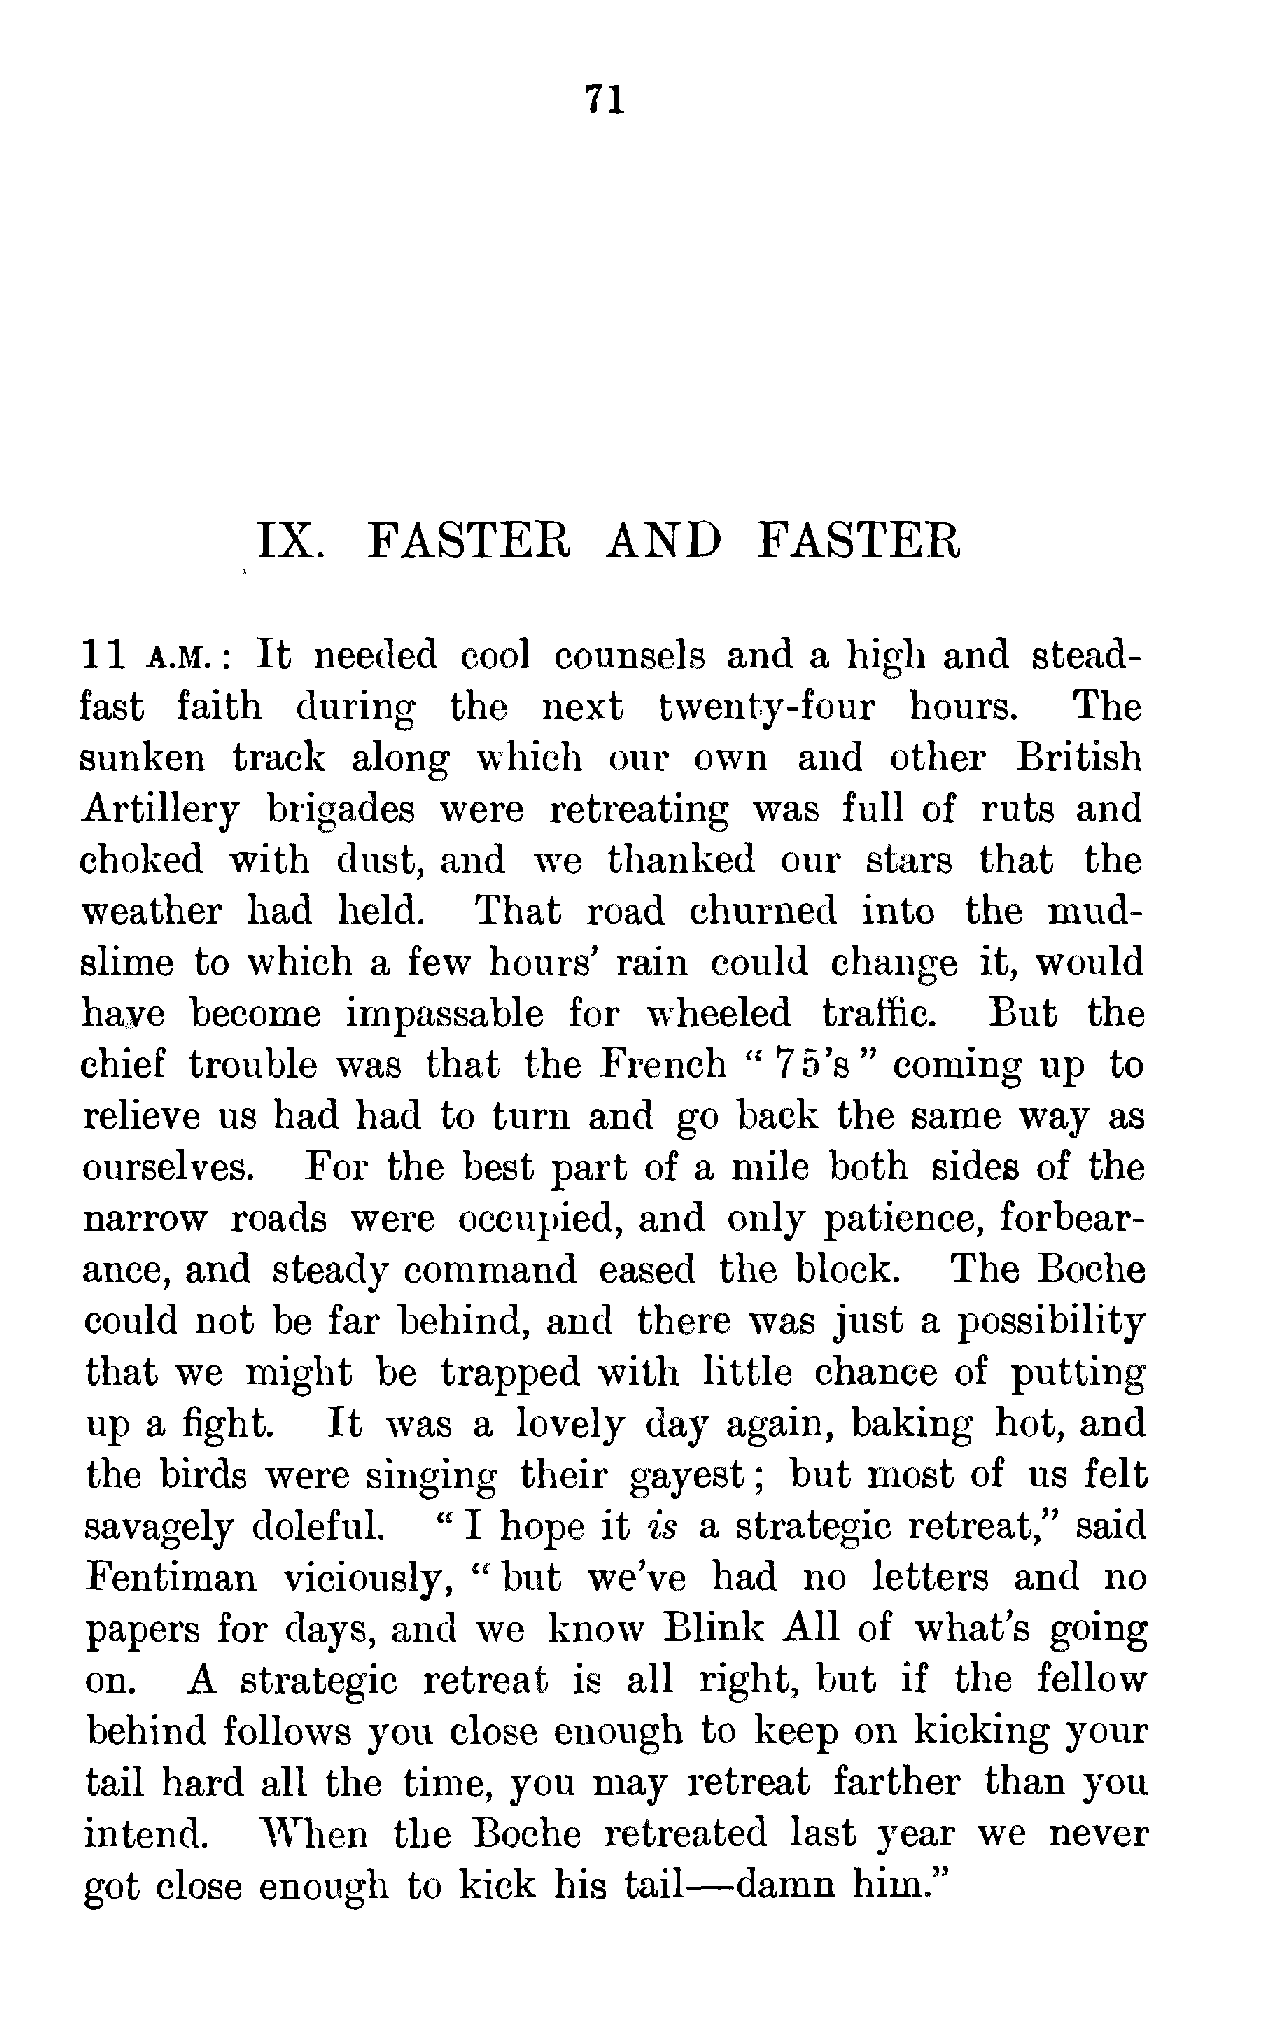 71
IX. FASTER AND FASTER
11 A.M.: It needed cool counsels and a high and stead-
fast faith during the next twenty-four hours. The
sunken track along which our own and other British
Artillery brigades were retreating was full of ruts and
choked with dust, and we thanked our stars that the
weather had held. That road churned into the mud-
slime to which a few hours' rain could change it, would
have become impassable for wheeled traffic. But the
chief trouble was that the French " 75's " coming up to
relieve us had had to turn and go back the same way as
ourselves. For the best part of a mile both sides of the
narrow roads were occupied, and only patience, forbear-
ance, and steady command eased the block. The Boche
could not be far behind, and there was just a possibility
that we might be trapped with little chance of putting
up a fight. It was a lovely day again, baking hot, and
the birds were singing their gayest ; but most of us felt
savagely doleful. " I hope it is a strategic retreat," said
Fentiman viciously, " but we've had no letters and no
papers for days, and we know Blink All of what's going
on. A strategic retreat is all right, but if the fellow
behind follows you close enough to keep on kicking your
tail hard all the time, you may retreat farther than you
intend. When the Boche retreated last year we never
got close enough to kick his tail—damn him."